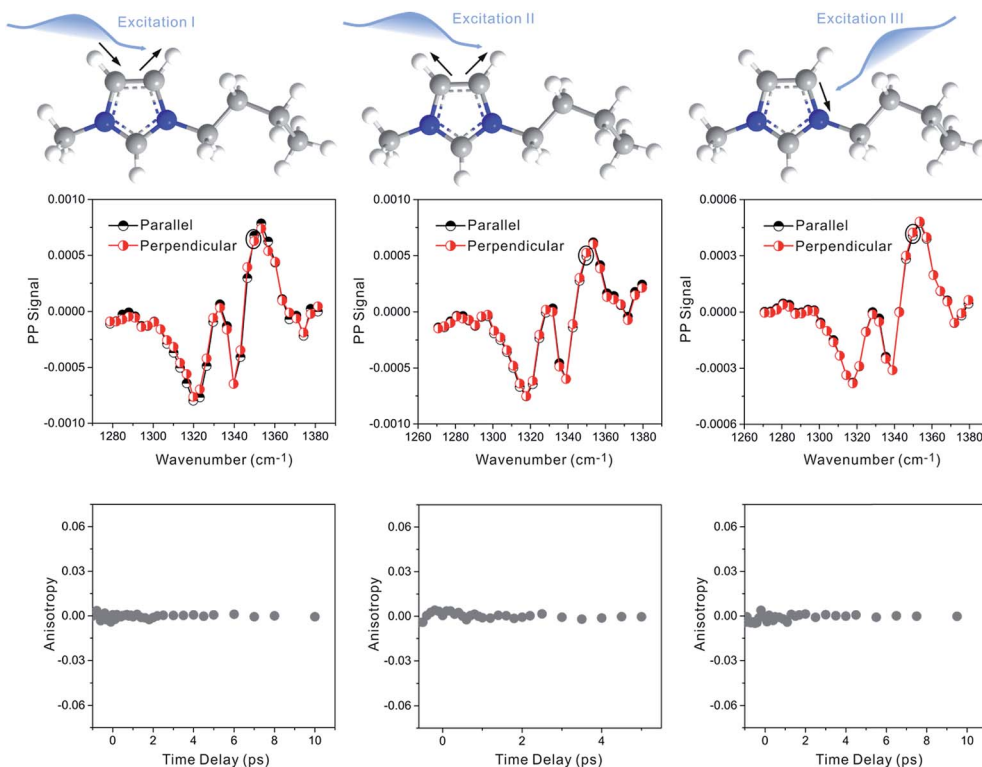 Excitation I
Excitation II
Excitation III
0.0010
0.0005
0.0000
-0.0005
-0.0010
PP Signal
Parallel
Perpendicular
1280 1300 1320 1340 1360 1380
Wavenumber (cm-1)
0.0010
0.0005
0.0000
-0.0005
-0.0010
PP Signal
Parallel
Perpendicular
1260 1280 1300 1320 1340 1360 1380
Wavenumber (cm-1)
0.0006
0.0003
0.0000
-0.0003
-0.0006
PP Signal
Parallel
Perpendicular
1260 1280 1300 1320 1340 1360 1380
Wavenumber (cm-1)
0.06
0.03
0.00
-0.03
-0.06
Anisotropy
0 2 4 6 8 10
Time Delay (ps)
0.06
0.03
0.00
-0.03
-0.06
Anisotropy
0 2 4
Time Delay (ps)
0.06
0.03
0.00
-0.03
-0.06
Anisotropy
0 2 4 6 8 10
Time Delay (ps)